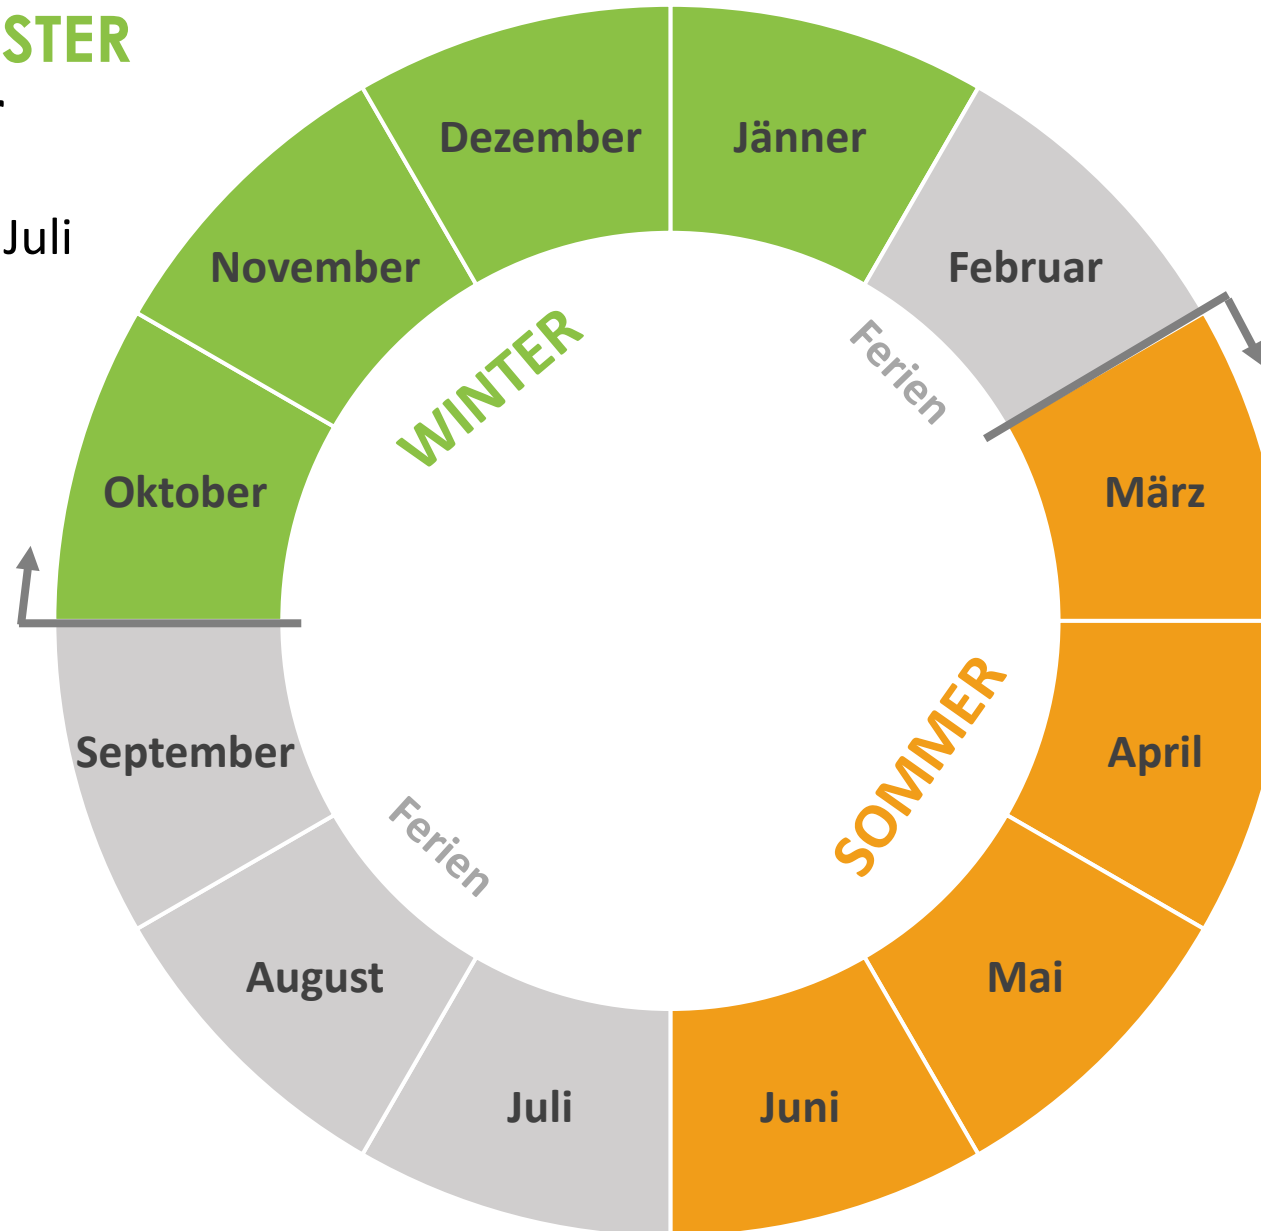 STER
Juli
Dezember
Jänner
November
Februar
WINTER
Ferien
Oktober
März
September
April
SOMMER
Ferien
August
Mai
Juli
Juni